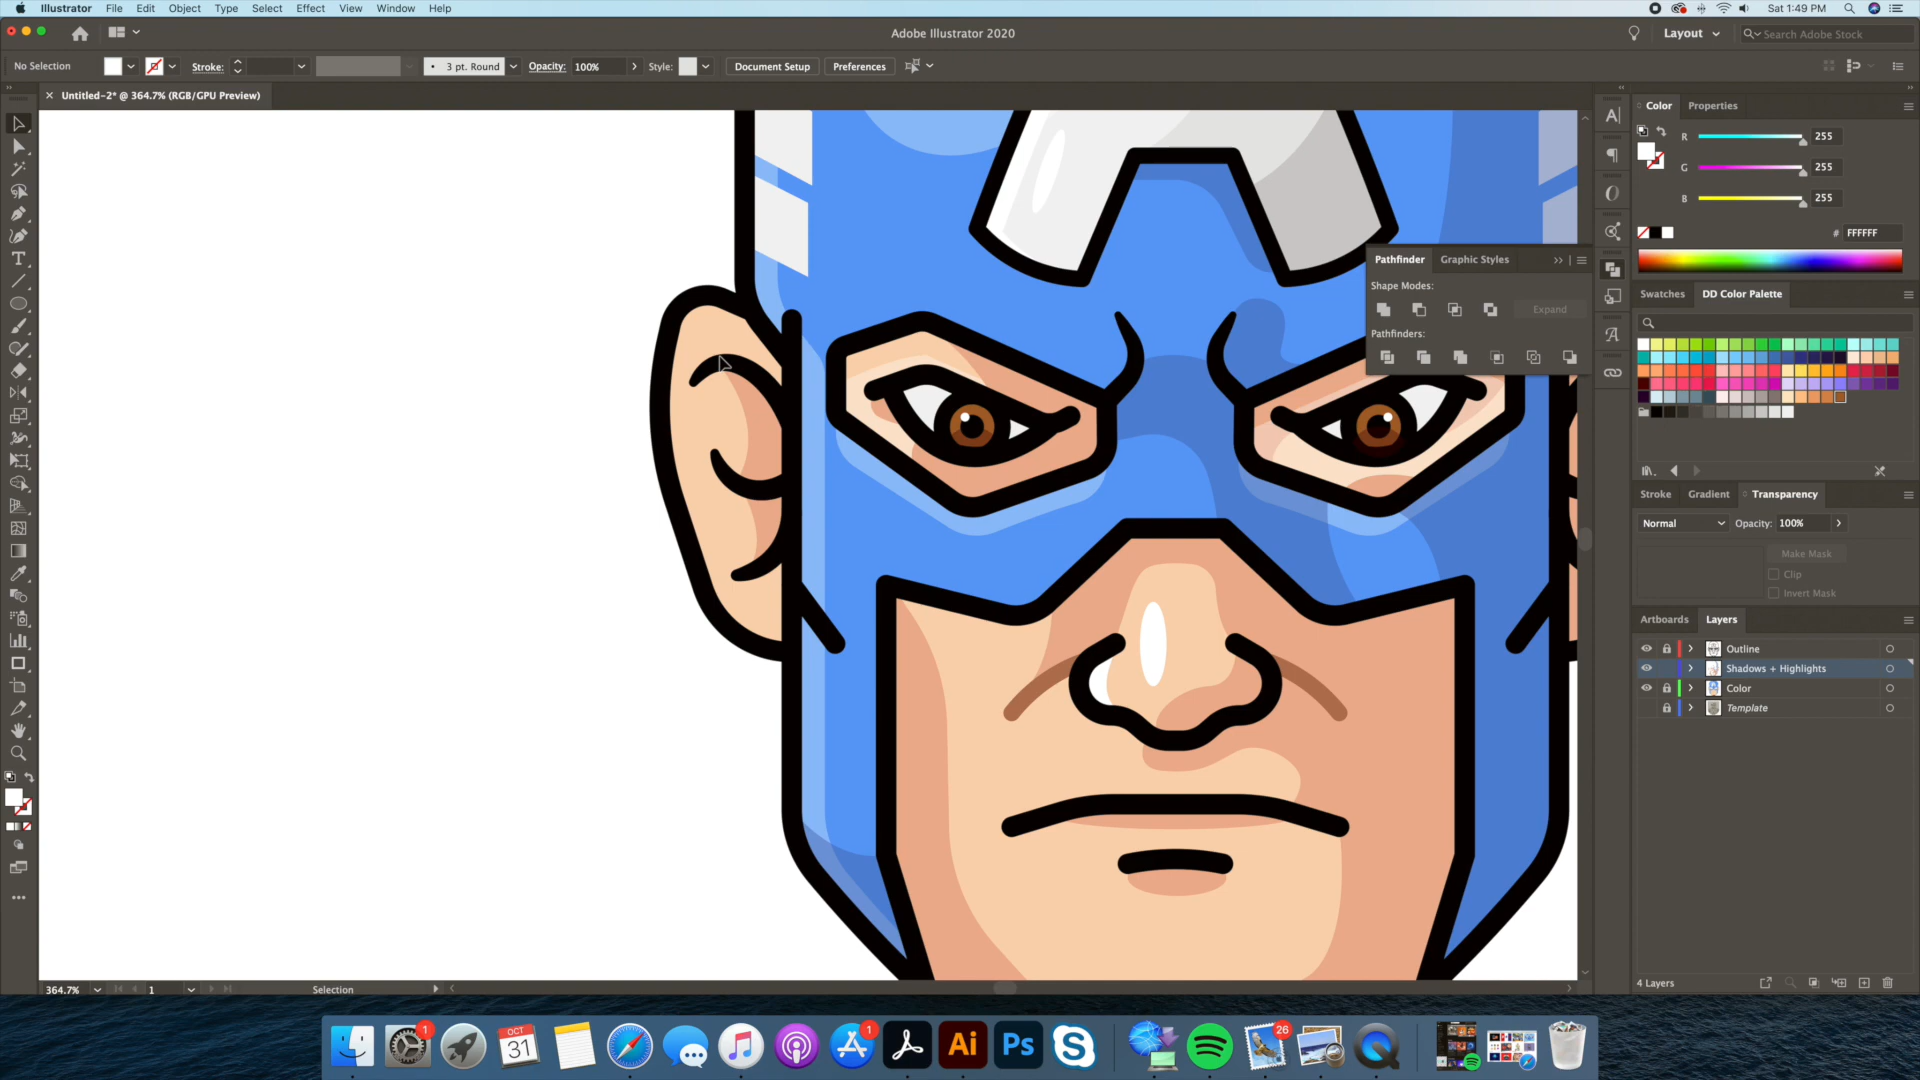 Illustrator File Edit Object Type Select Effect View Window Help
Sat 1:49 PM
Adobe Illustrator 2020
Layout
Search Adobe Stock
No Selection
Stroke:
3 pt. Round
Opacity: 100%
Style:
Document Setup
Preferences
Untitled-2* @ 364.7% (RGB/GPU Preview)
Color Properties
R 255
G 255
B 255
# FFFFFF
Pathfinder Graphic Styles
Shape Modes:
Expand
Pathfinders:
Swatches DD Color Palette
Stroke Gradient Transparency
Normal Opacity: 100%
Make Mask
Clip
Invert Mask
Artboards Layers
Outline
Shadows + Highlights
Color
Template
4 Layers
364.7% 1 Selection
1
OCT
31
1
Ai
Ps
26